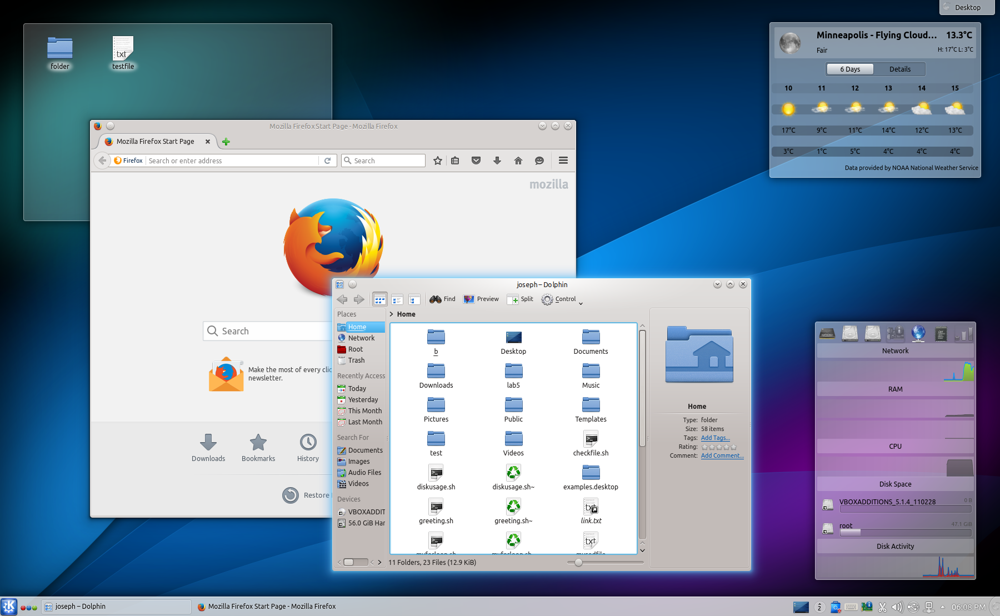 Desktop
folder
testfile
txt
Minneapolis - Flying Cloud...
13.3°C
Fair
H: 17°C L: 3°C
6 Days
Details
10 11 12 13 14 15
17°C 9°C 11°C 14°C 12°C 13°C
3°C 1°C 5°C 4°C 4°C 4°C
Data provided by NOAA National Weather Service
Mozilla Firefox Start Page - Mozilla Firefox
Mozilla Firefox Start Page
Firefox
Search or enter address
Search
mozilla
Search
Make the most of every clic
newsletter.
Downloads
Bookmarks
History
Restore
joseph – Dolphin
Find
Preview
Split
Control
Places
Home
Network
Root
Trash
Recently Access
Today
Yesterday
This Month
Last Month
Search For
Documents
Images
Audio Files
Videos
Devices
VBOXADDIT
56.0 GiB Har
> Home
b
Desktop
Documents
Downloads
lab5
Music
Pictures
Public
Templates
test
Videos
checkfile.sh
diskusage.sh
diskusage.sh~
examples.desktop
greeting.sh
greeting.sh~
txt
link.txt
myforloop.sh
myforloop.sh
txt
mysedfile
11 Folders, 23 Files (12.9 KiB)
Home
Type: folder
Size: 58 items
Tags: Add Tags...
Rating:
Comment: Add Comment...
Network
RAM
CPU
Disk Space
VBOXADDITIONS_5.1.4_110228
0 B
root
47.1 GiB
Disk Activity
joseph – Dolphin
Mozilla Firefox Start Page - Mozilla Firefox
2
06:08 PM